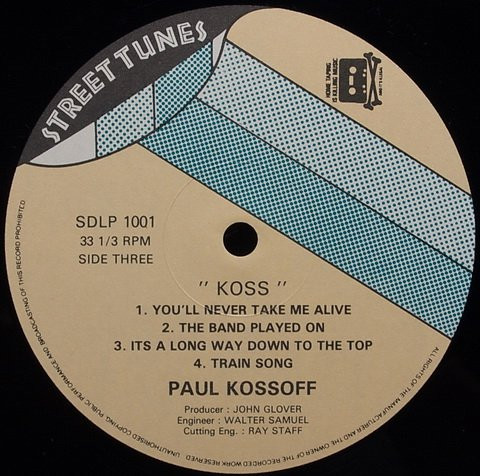 STREET TUNES
HOME TAPING
IS KILLING MUSIC
SDLP 1001
33 1/3 RPM
SIDE THREE
" KOSS "
1. YOU'LL NEVER TAKE ME ALIVE
2. THE BAND PLAYED ON
3. ITS A LONG WAY DOWN TO THE TOP
4. TRAIN SONG
PAUL KOSSOFF
Producer : JOHN GLOVER
Engineer : WALTER SAMUEL
Cutting Eng. : RAY STAFF
ALL RIGHTS OF THE MANUFACTURER AND THE OWNER OF THE RECORDED WORK RESERVED. UNAUTHORISED COPYING PUBLIC PERFORMANCE AND BROADCASTING OF THIS RECORD PROHIBITED